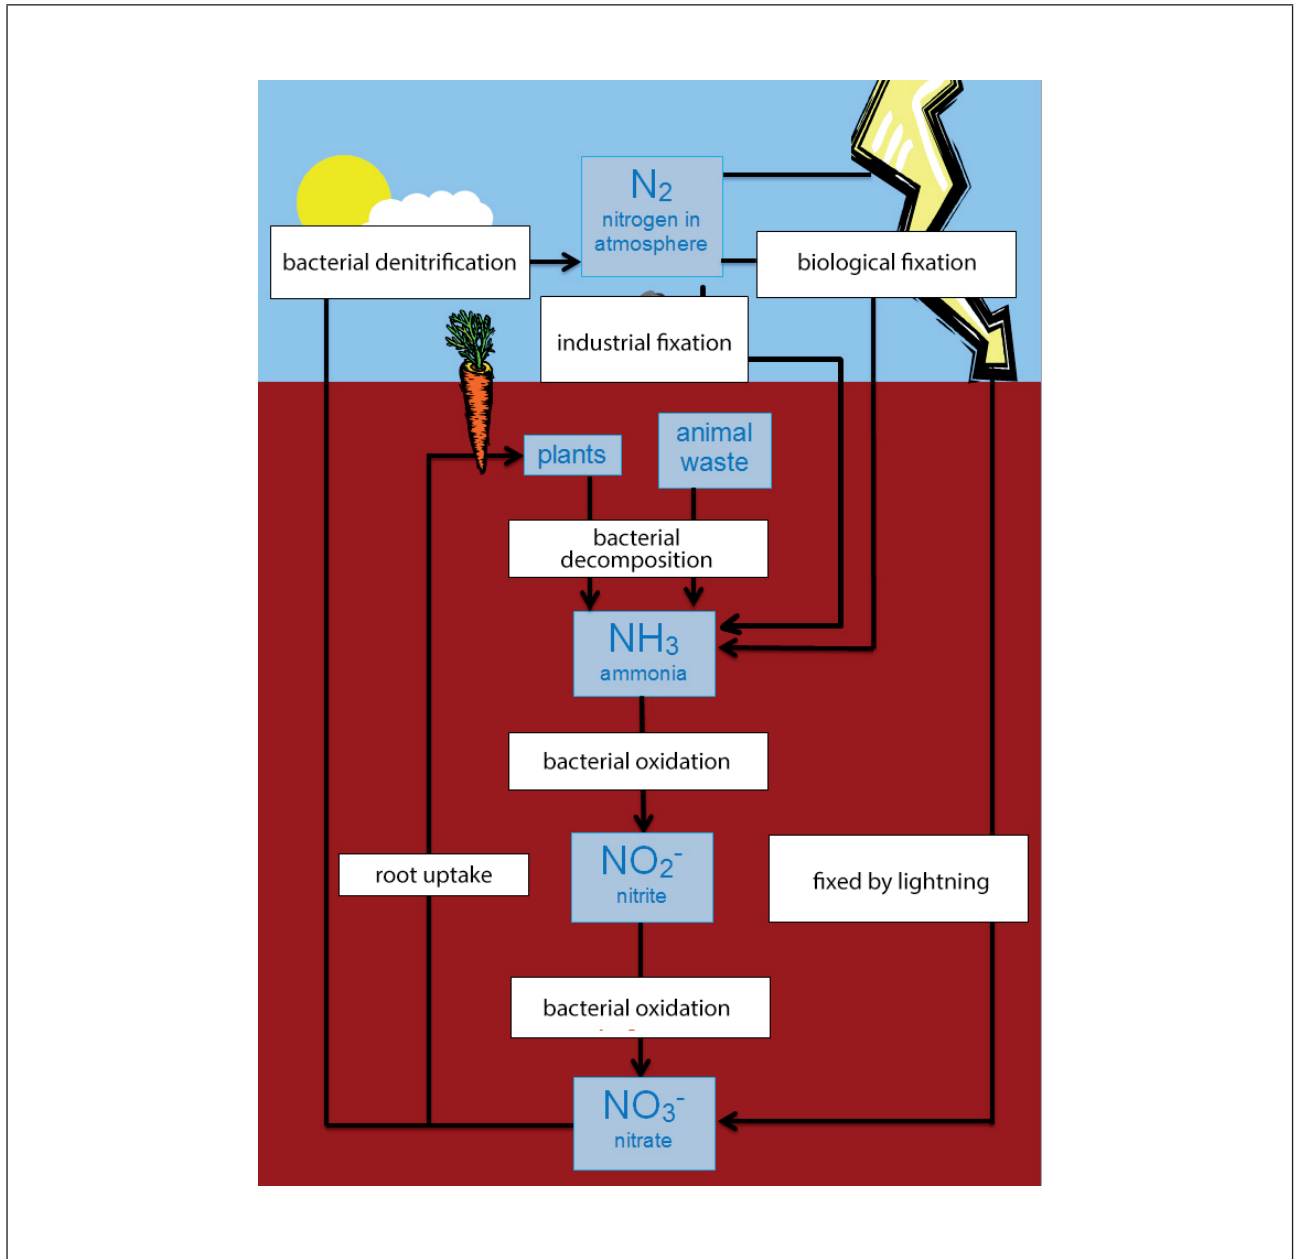 N₂
nitrogen in
atmosphere
bacterial denitrification
biological fixation
industrial fixation
plants
animal
waste
bacterial
decomposition
NH₃
ammonia
bacterial oxidation
NO₂⁻
nitrite
root uptake
fixed by lightning
bacterial oxidation
NO₃⁻
nitrate